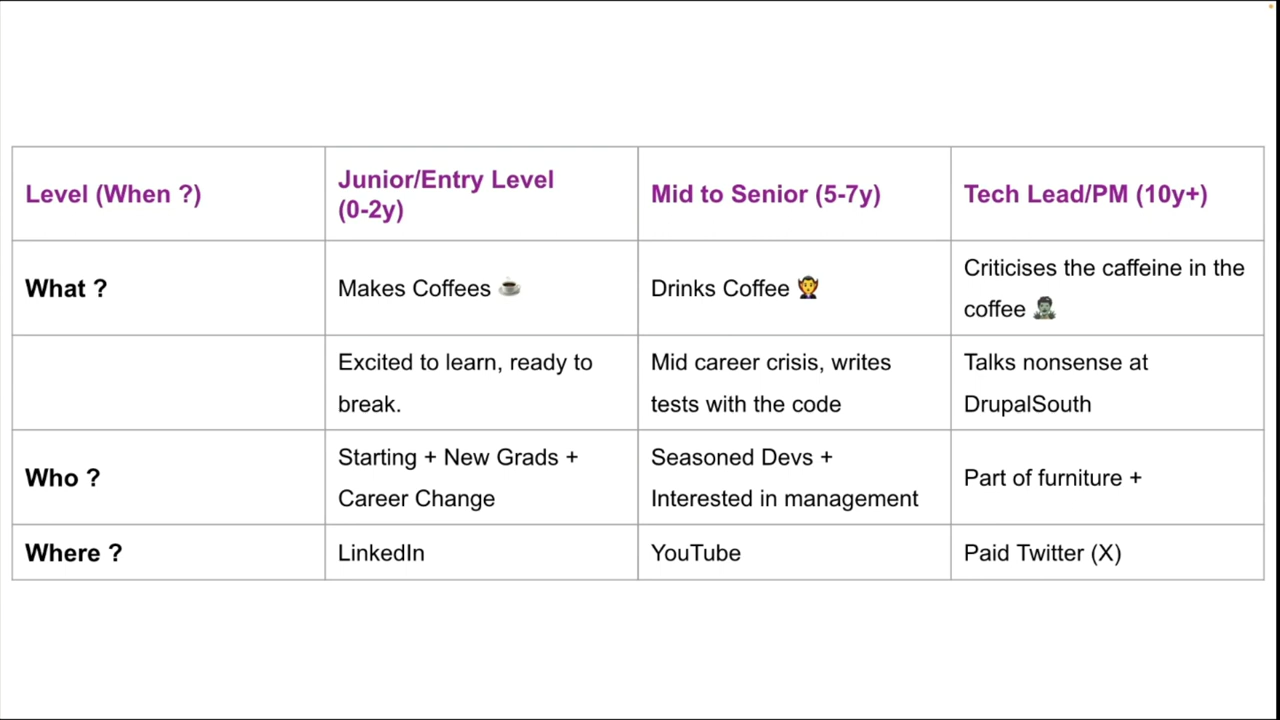 Level (When ?)
Junior/Entry Level
(0-2y)
Mid to Senior (5-7y)
Tech Lead/PM (10y+)
What ?
Makes Coffees ☕
Drinks Coffee 🧛
Criticises the caffeine in the
coffee 🧟
Excited to learn, ready to
break.
Mid career crisis, writes
tests with the code
Talks nonsense at
DrupalSouth
Who ?
Starting + New Grads +
Career Change
Seasoned Devs +
Interested in management
Part of furniture +
Where ?
LinkedIn
YouTube
Paid Twitter (X)